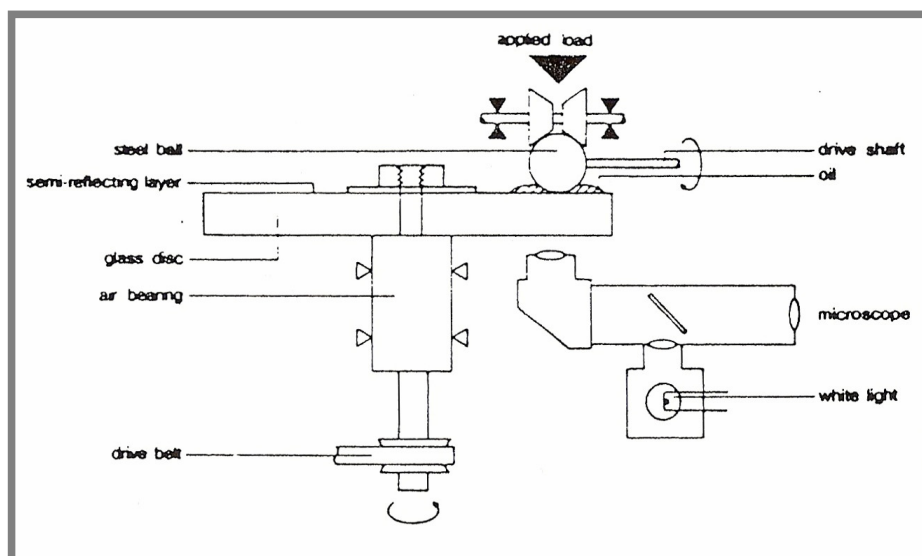 applied load
steel ball
drive shaft
semi-reflecting layer
oil
glass disc
air bearing
microscope
white light
drive belt